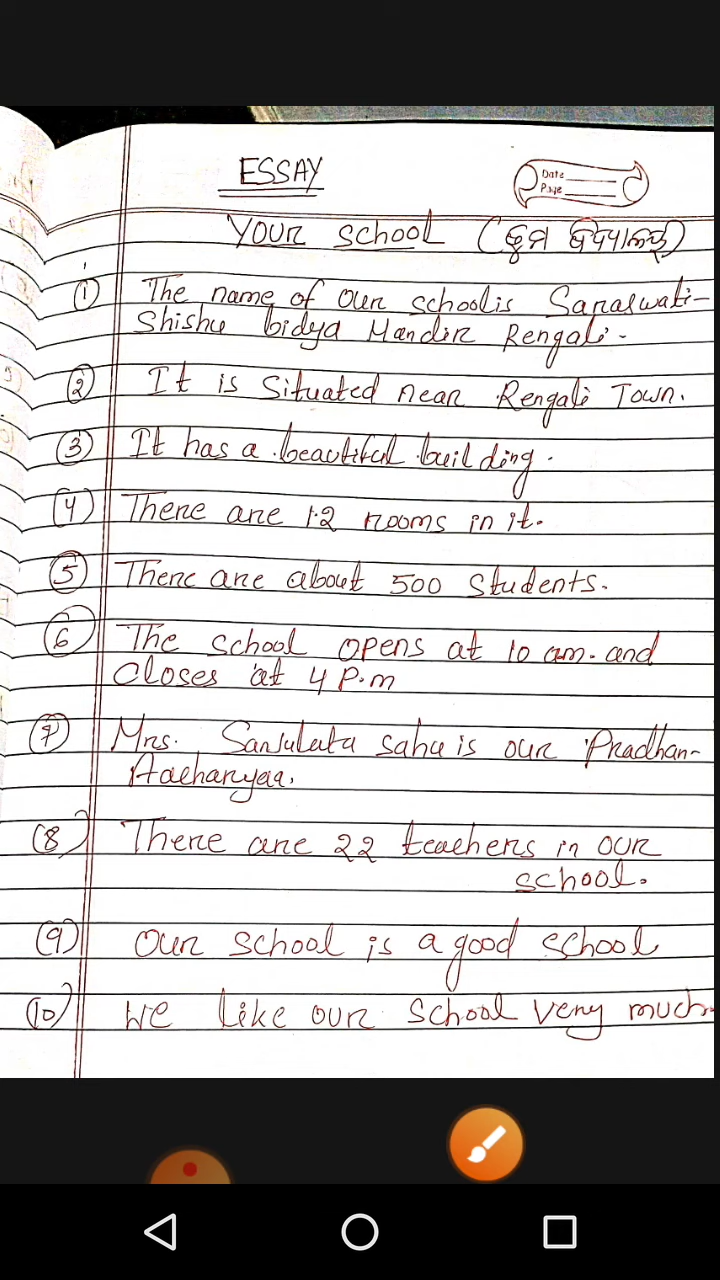 ESSAY
Date
Page
Your School (ତୁମ ବିଦ୍ୟାଳୟ)
① The name of our schoolis Saraswati-
Shishu bidya Mandir Rengali.
② It is Situated near Rengali Town.
③ It has a beautiful building.
(4) There are 12 rooms in it.
⑤ There are about 500 Students.
⑥ The school opens at 10 am. and
closes at 4 P.m
⑦ Mrs. Sanjulata sahu is our Pradhan-
Aacharyaa.
(8) There are 22 teachers in our
school.
(9) Our school is a good school
(10) We like our School very much.